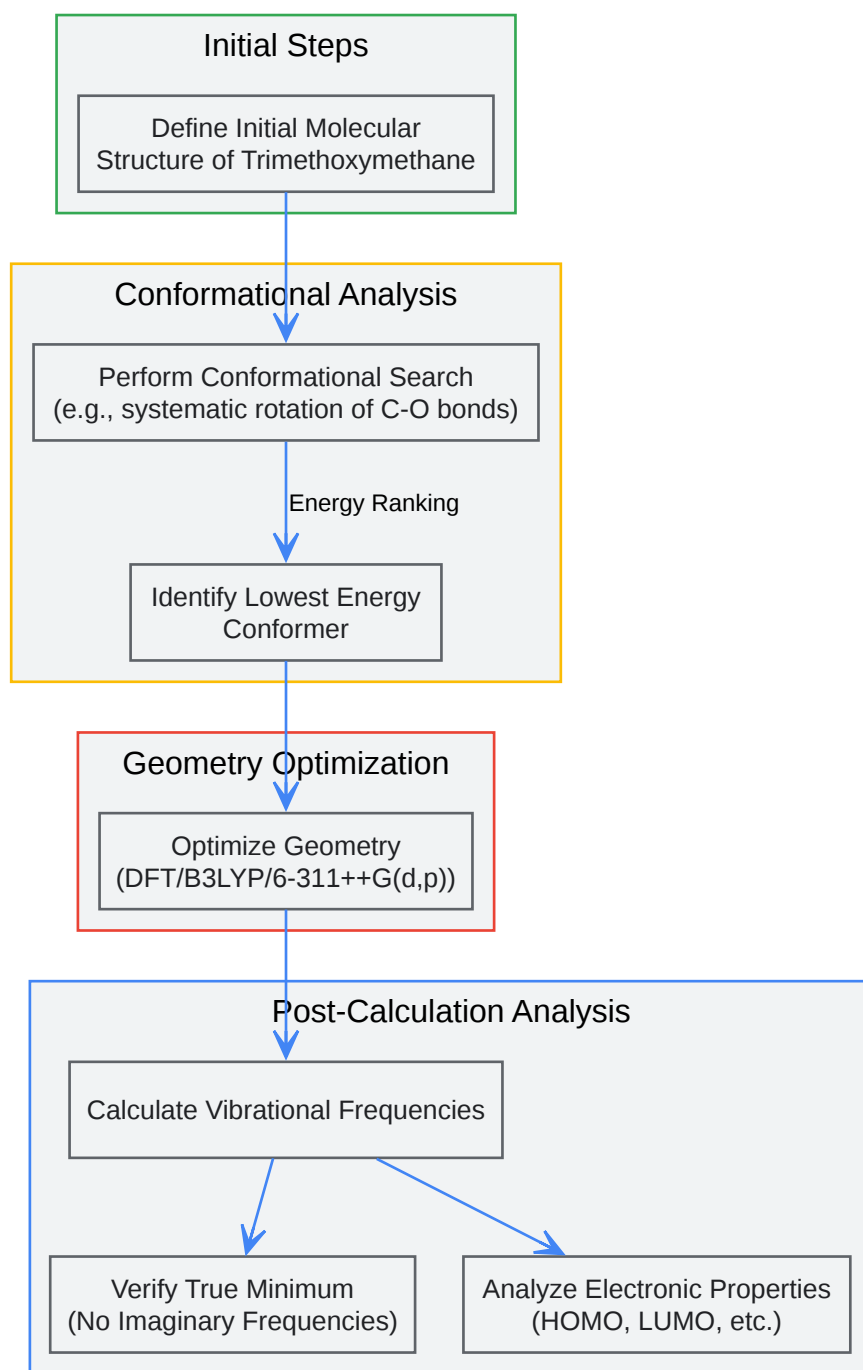 Initial Steps
Define Initial Molecular
Structure of Trimethoxymethane
Conformational Analysis
Perform Conformational Search
(e.g., systematic rotation of C-O bonds)
Energy Ranking
Identify Lowest Energy
Conformer
Geometry Optimization
Optimize Geometry
(DFT/B3LYP/6-311++G(d,p))
Post-Calculation Analysis
Calculate Vibrational Frequencies
Verify True Minimum
(No Imaginary Frequencies)
Analyze Electronic Properties
(HOMO, LUMO, etc.)